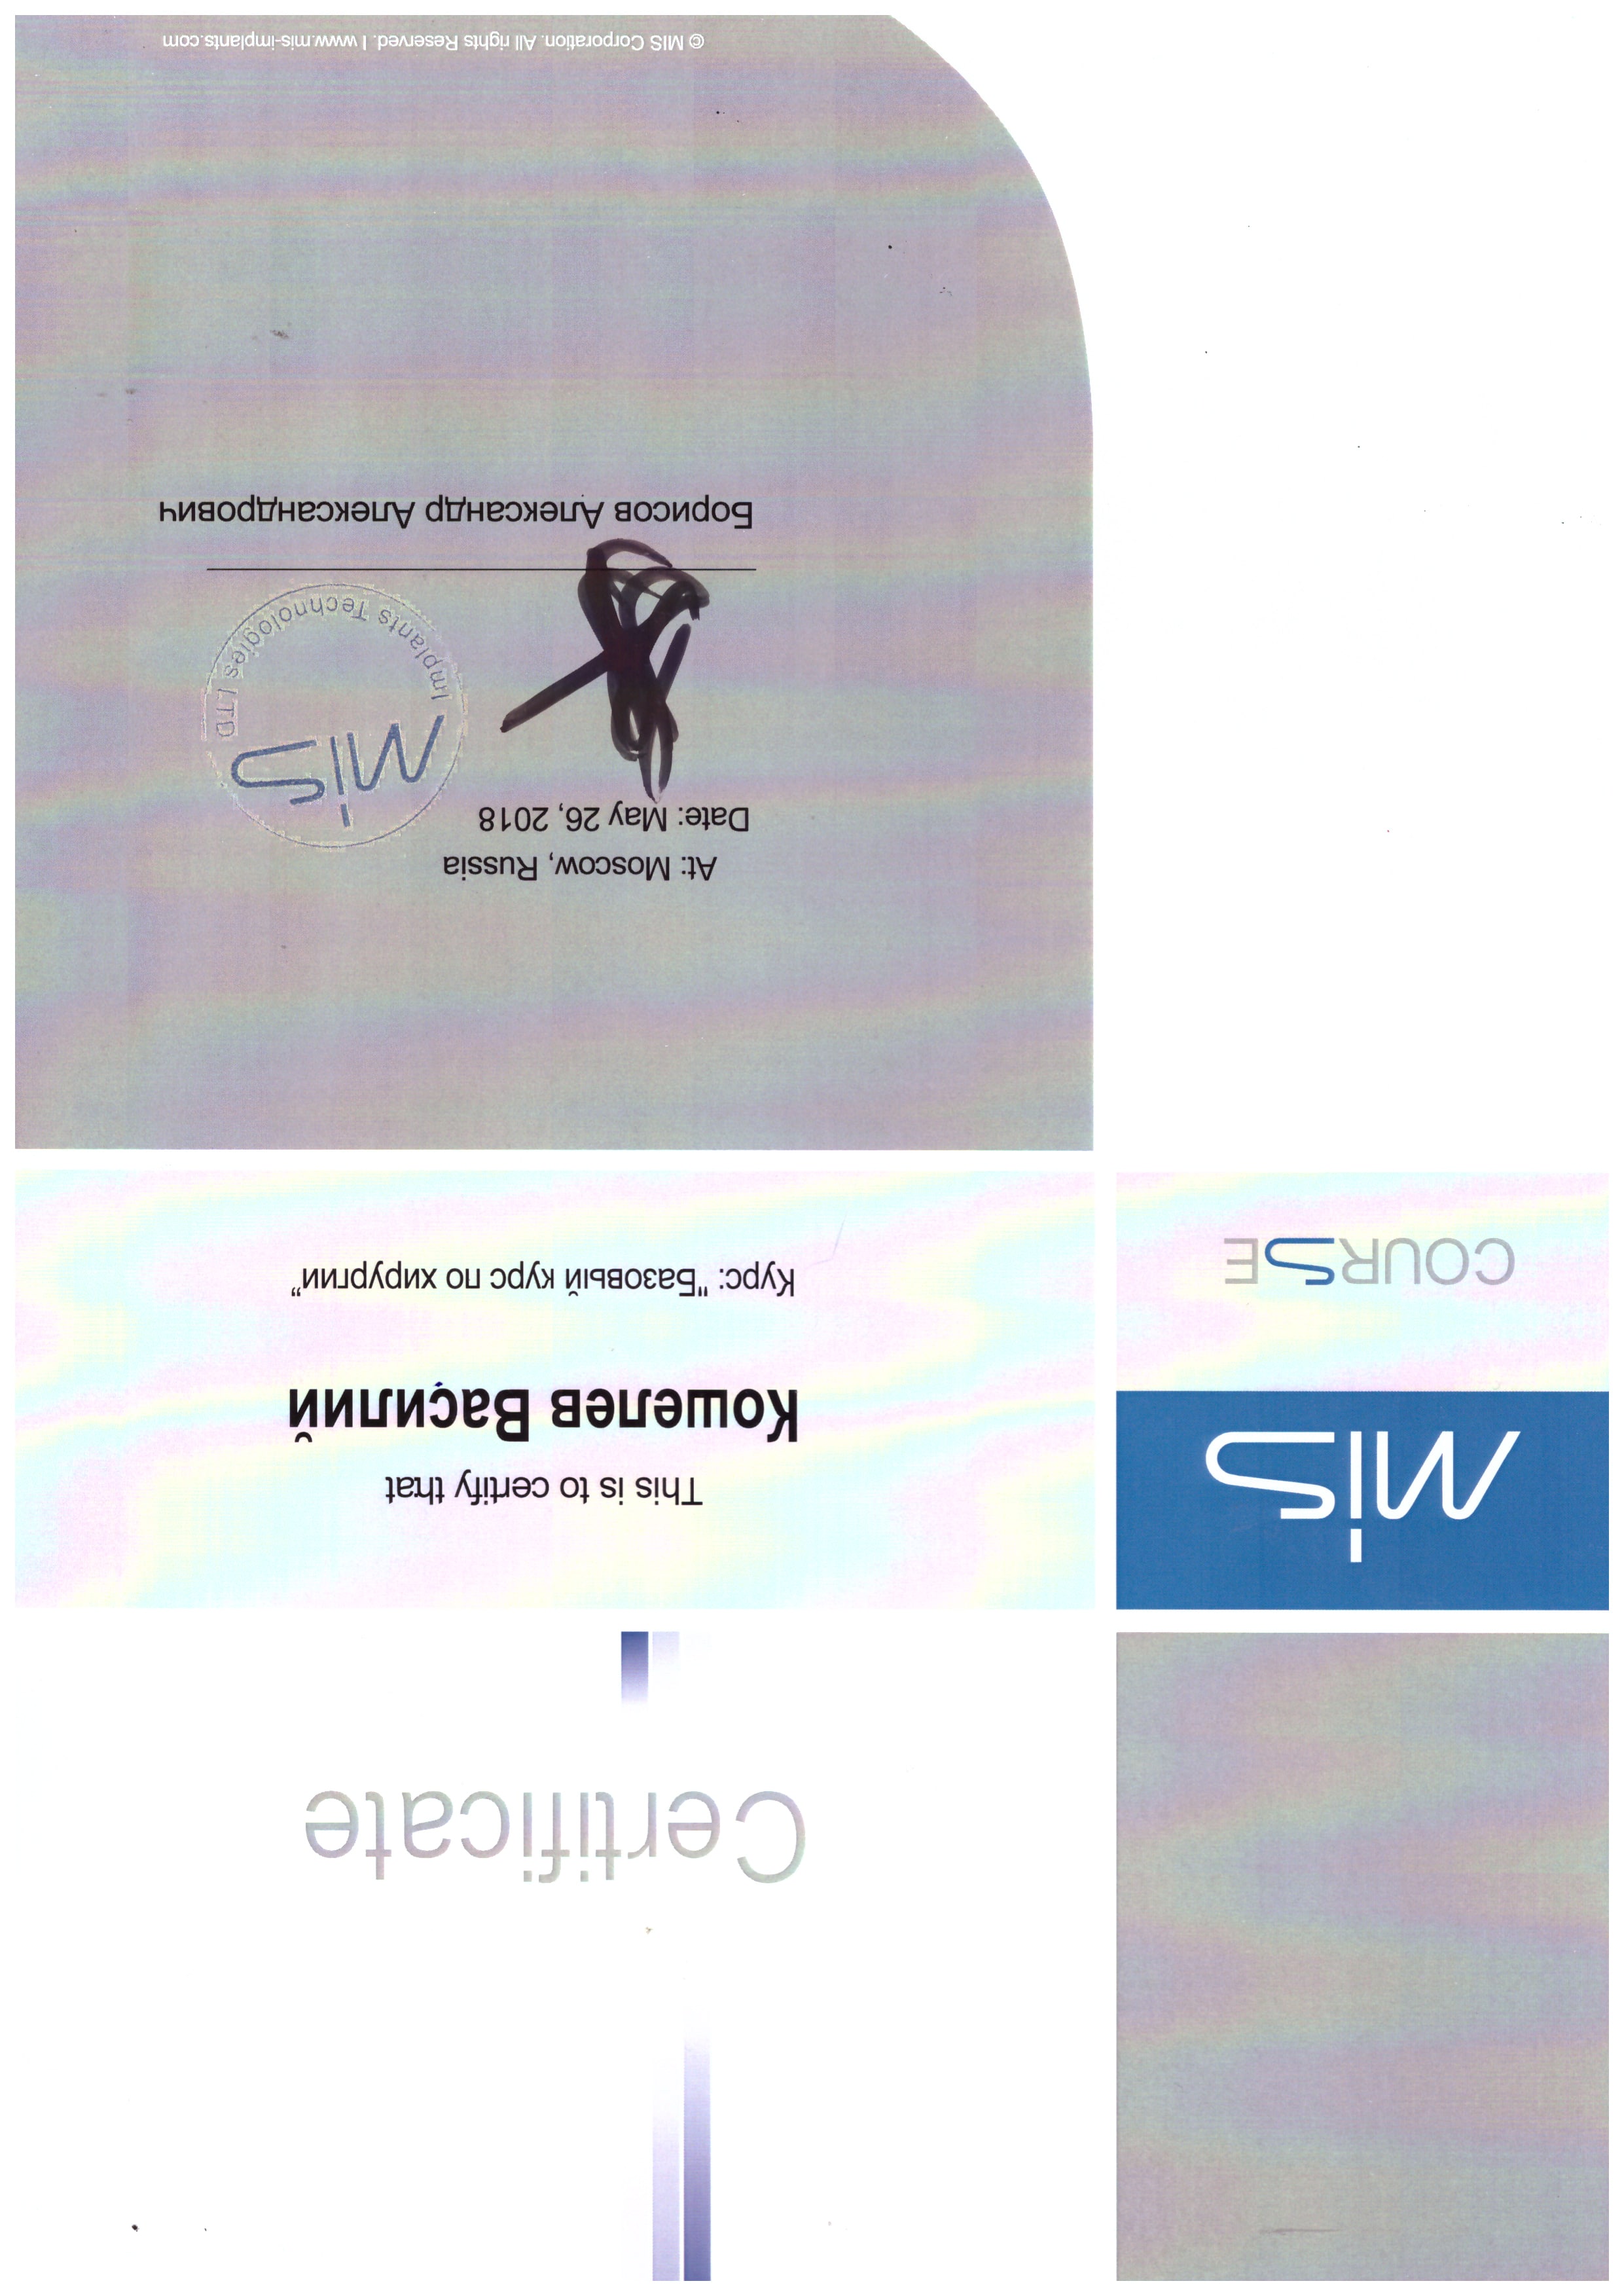 Certificate
MIS
COURSE
This is to certify that
Кошелев Василий
Курс: "Базовый курс по хирургии"
At: Moscow, Russia
Date: May 26, 2018
MIS
Implants Technologies LTD
Борисов Александр Александрович
© MIS Corporation. All rights Reserved. | www.mis-implants.com